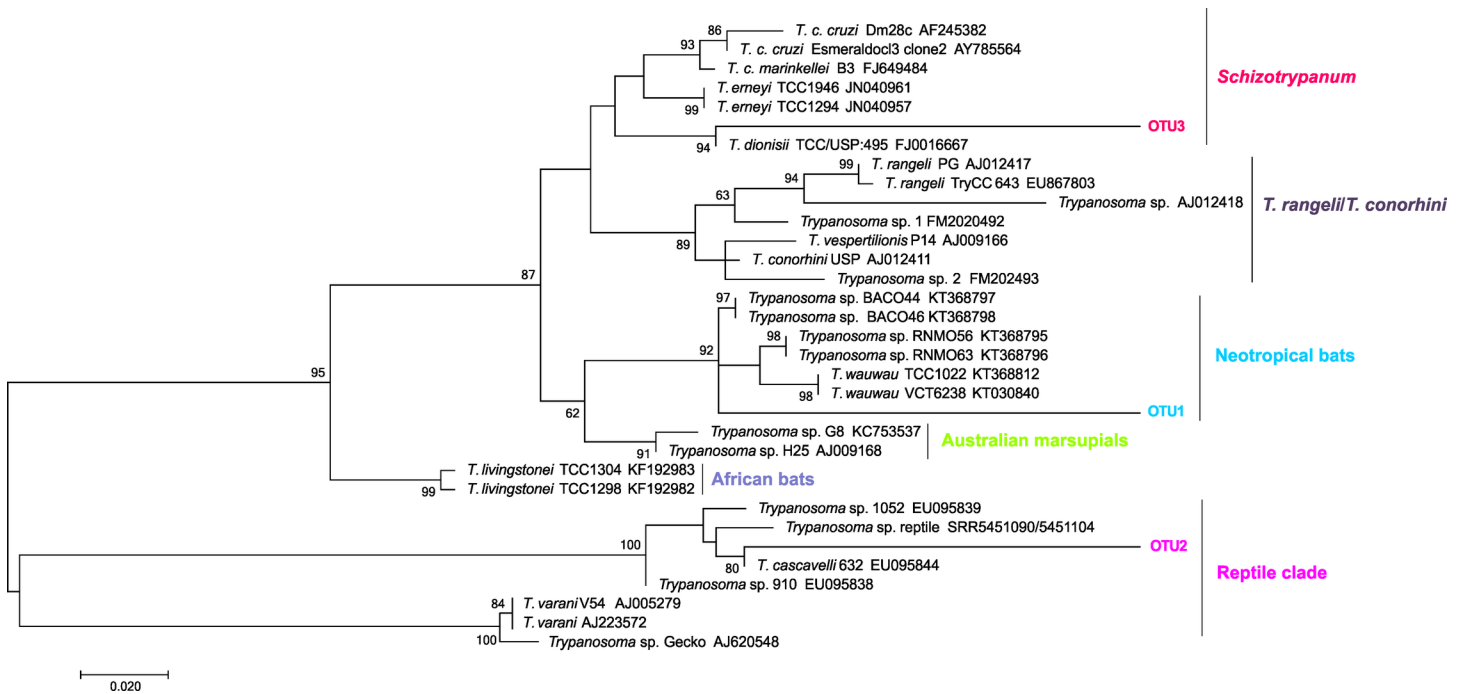 86
T. c. cruzi Dm28c AF245382
93
T. c. cruzi Esmeraldocl3 clone2 AY785564
T. c. marinkellei B3 FJ649484
Schizotrypanum
T. erneyi TCC1946 JN040961
99
T. erneyi TCC1294 JN040957
OTU3
94
T. dionisii TCC/USP:495 FJ0016667
99
T. rangeli PG AJ012417
94
T. rangeli TryCC 643 EU867803
63
Trypanosoma sp. AJ012418
T. rangeli/T. conorhini
Trypanosoma sp. 1 FM2020492
89
T. vespertilionis P14 AJ009166
T. conorhini USP AJ012411
87
Trypanosoma sp. 2 FM202493
97
Trypanosoma sp. BACO44 KT368797
Trypanosoma sp. BACO46 KT368798
98
Trypanosoma sp. RNMO56 KT368795
92
Trypanosoma sp. RNMO63 KT368796
Neotropical bats
T. wauwau TCC1022 KT368812
95
98
T. wauwau VCT6238 KT030840
62
OTU1
Trypanosoma sp. G8 KC753537
Australian marsupials
91
Trypanosoma sp. H25 AJ009168
T. livingstonei TCC1304 KF192983
African bats
99
T. livingstonei TCC1298 KF192982
Trypanosoma sp. 1052 EU095839
Trypanosoma sp. reptile SRR5451090/5451104
100
OTU2
80
T. cascavelli 632 EU095844
Reptile clade
Trypanosoma sp. 910 EU095838
84
T. varani V54 AJ005279
T. varani AJ223572
100
Trypanosoma sp. Gecko AJ620548
0.020